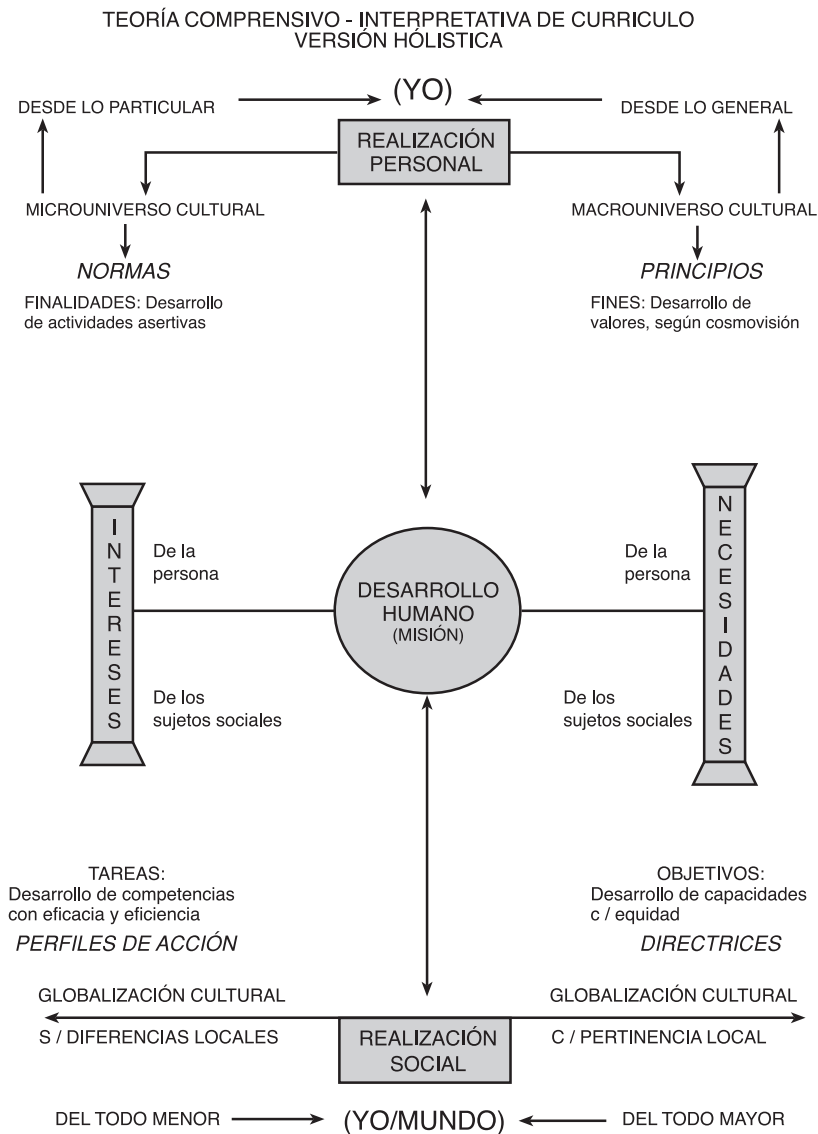 TEORÍA COMPRENSIVO - INTERPRETATIVA DE CURRICULO
VERSIÓN HÓLISTICA
(YO)
DESDE LO PARTICULAR
DESDE LO GENERAL
REALIZACIÓN
PERSONAL
MICROUNIVERSO CULTURAL
MACROUNIVERSO CULTURAL
NORMAS
PRINCIPIOS
FINALIDADES: Desarrollo
de actividades asertivas
FINES: Desarrollo de
valores, según cosmovisión
INTERESES
De la
persona
De los
sujetos sociales
DESARROLLO
HUMANO
(MISIÓN)
De la
persona
De los
sujetos sociales
NECESIDADES
TAREAS:
Desarrollo de competencias
con eficacia y eficiencia
PERFILES DE ACCIÓN
OBJETIVOS:
Desarrollo de capacidades
c / equidad
DIRECTRICES
GLOBALIZACIÓN CULTURAL
GLOBALIZACIÓN CULTURAL
S / DIFERENCIAS LOCALES
REALIZACIÓN
SOCIAL
C / PERTINENCIA LOCAL
DEL TODO MENOR
(YO/MUNDO)
DEL TODO MAYOR